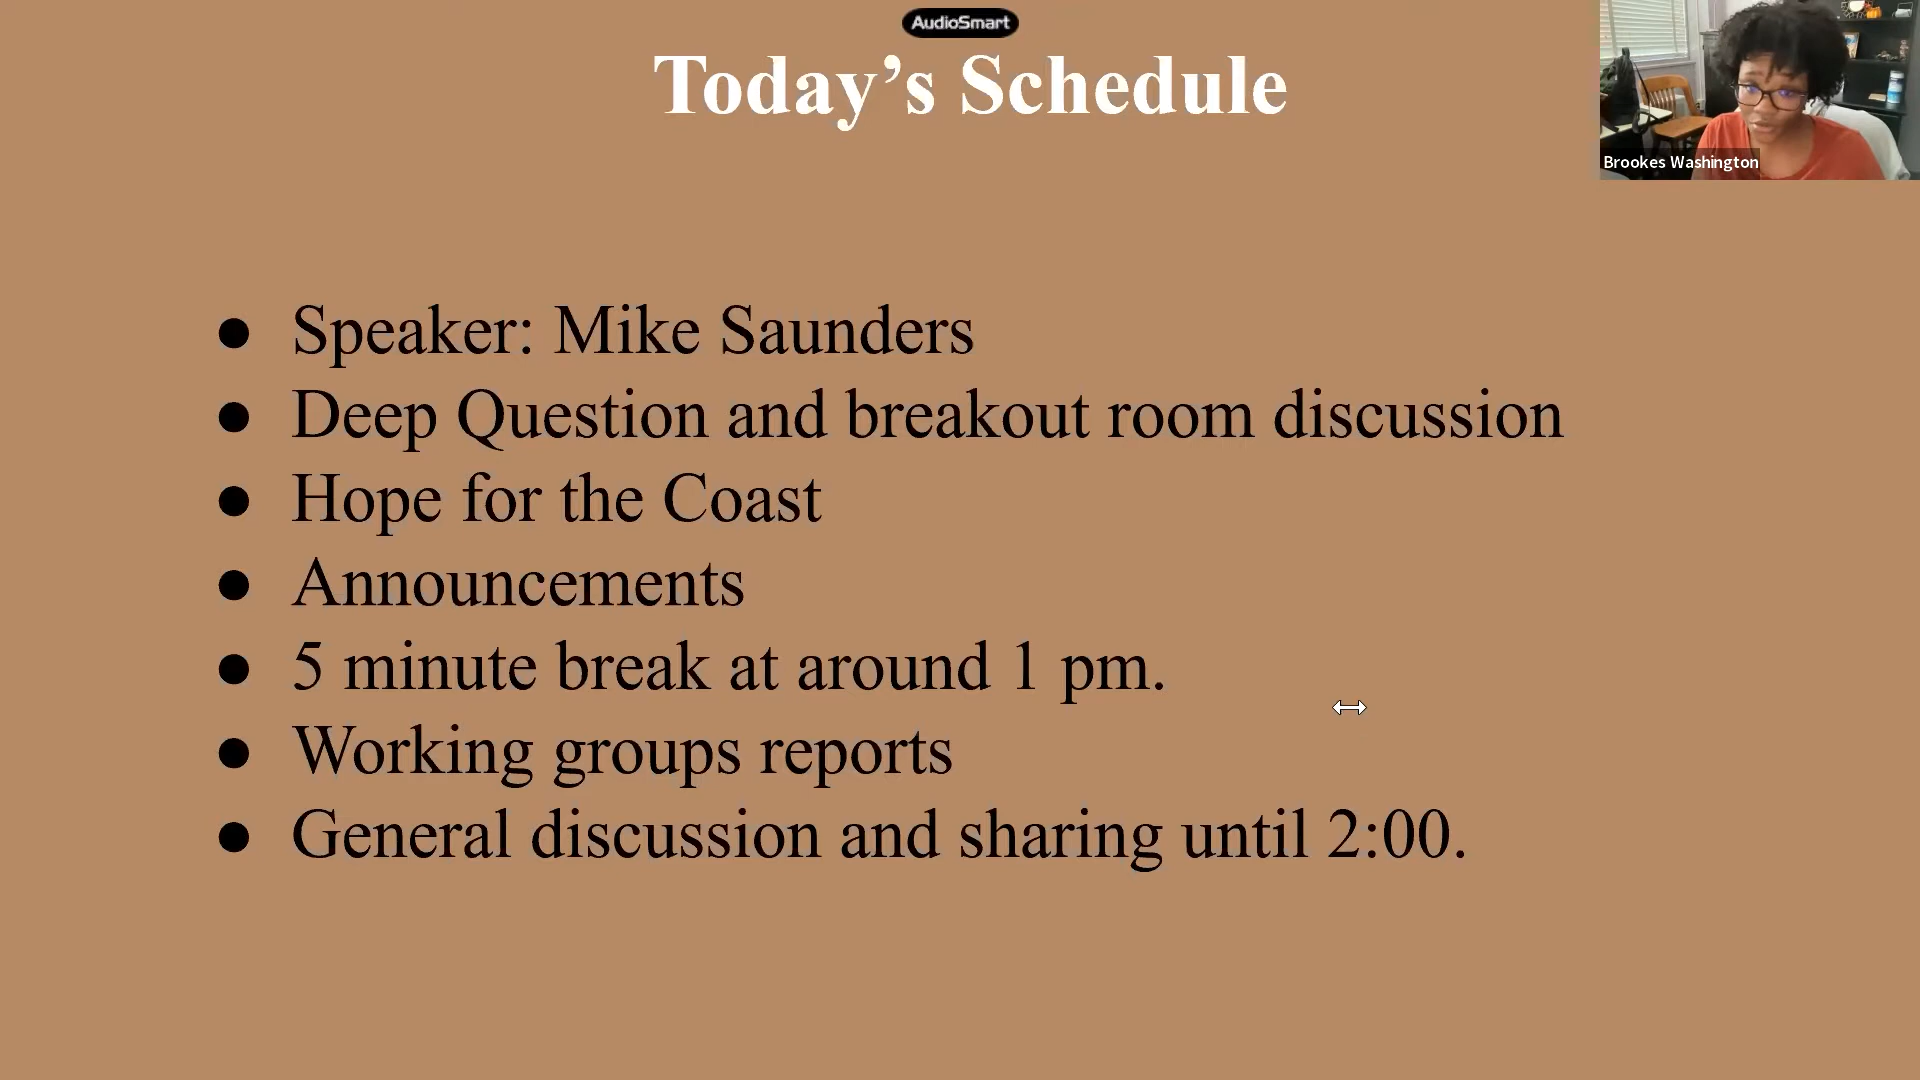 AudioSmart
Today’s Schedule
Brookes Washington
● Speaker: Mike Saunders
● Deep Question and breakout room discussion
● Hope for the Coast
● Announcements
● 5 minute break at around 1 pm.
● Working groups reports
● General discussion and sharing until 2:00.